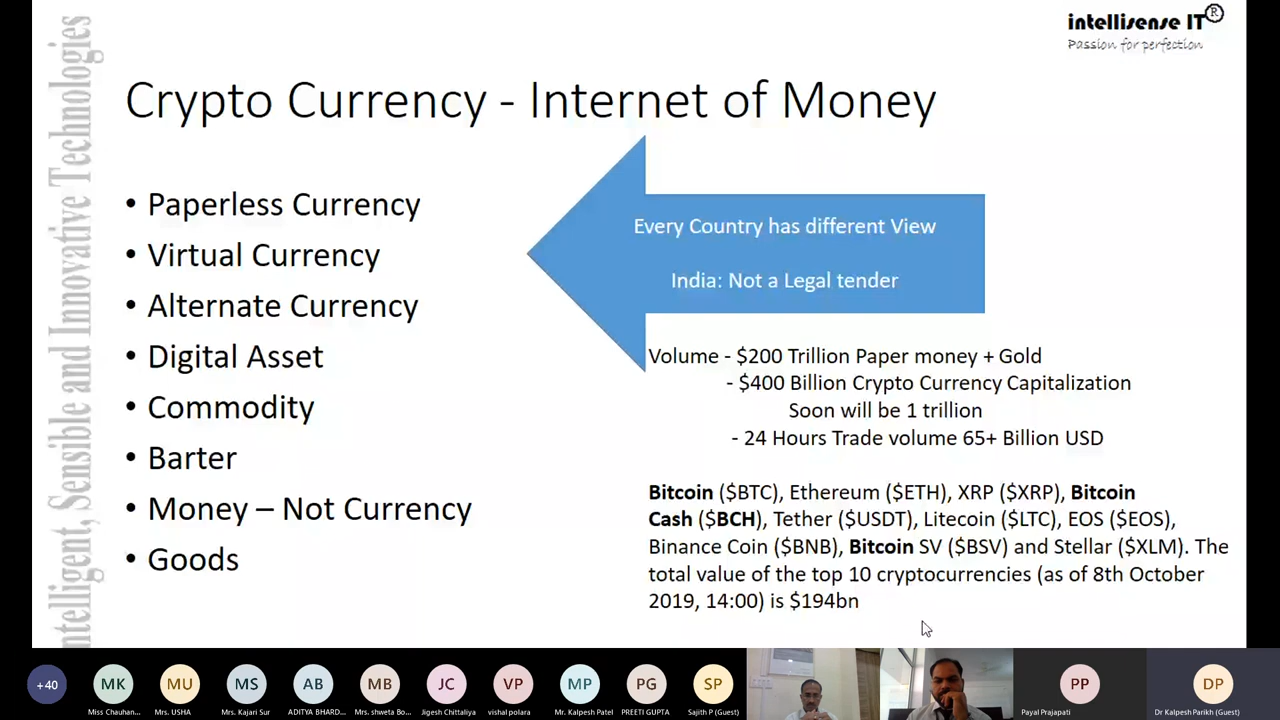 intellisense IT®
Passion for perfection
Intelligent, Sensible and Innovative Technologies
Crypto Currency - Internet of Money
• Paperless Currency
• Virtual Currency
• Alternate Currency
• Digital Asset
• Commodity
• Barter
• Money – Not Currency
• Goods
Every Country has different View
India: Not a Legal tender
Volume - $200 Trillion Paper money + Gold
- $400 Billion Crypto Currency Capitalization
Soon will be 1 trillion
- 24 Hours Trade volume 65+ Billion USD
Bitcoin ($BTC), Ethereum ($ETH), XRP ($XRP), Bitcoin
Cash ($BCH), Tether ($USDT), Litecoin ($LTC), EOS ($EOS),
Binance Coin ($BNB), Bitcoin SV ($BSV) and Stellar ($XLM). The
total value of the top 10 cryptocurrencies (as of 8th October
2019, 14:00) is $194bn
+40
MK
MU
MS
AB
MB
JC
VP
MP
PG
SP
PP
DP
Miss Chauhan...
Mrs. USHA
Mrs. Kajari Sur
ADITYA BHARD...
Mrs. shweta Bo...
Jigesh Chittaliya
vishal polara
Mr. Kalpesh Patel
PREETI GUPTA
Sajith P (Guest)
Payal Prajapati
Dr Kalpesh Parikh (Guest)